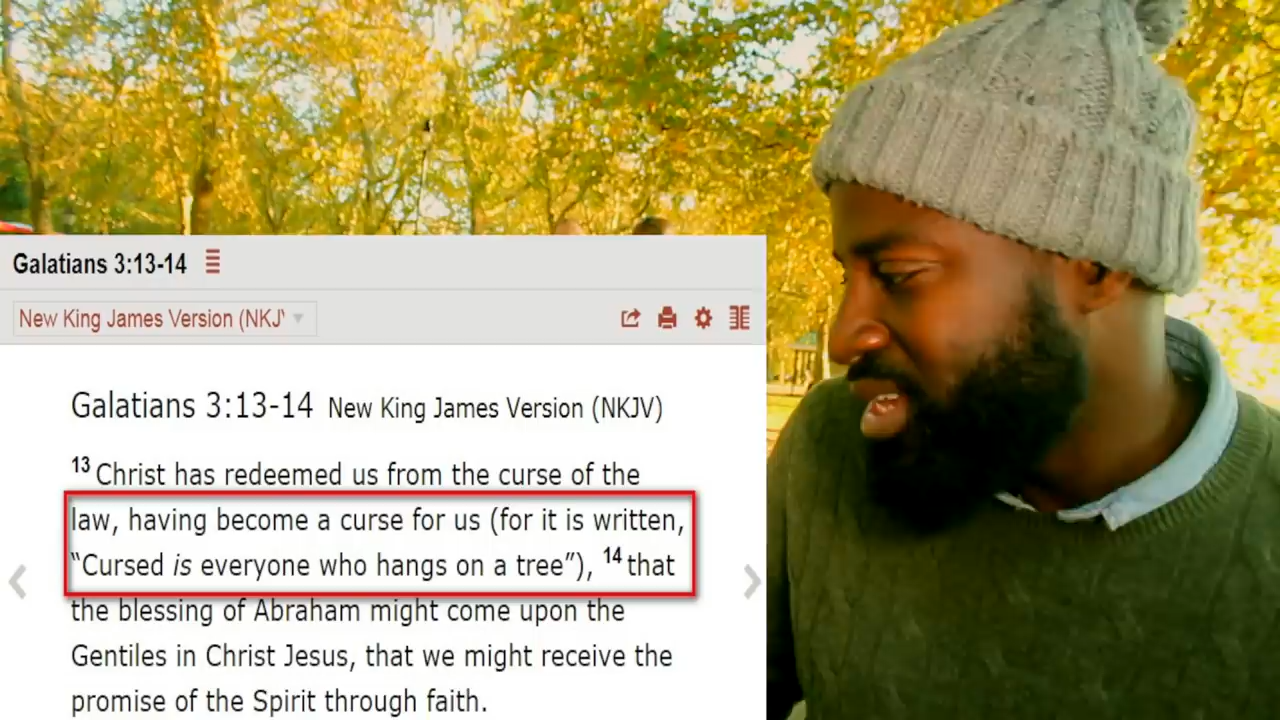 Galatians 3:13-14
New King James Version (NKJV
Galatians 3:13-14 New King James Version (NKJV)
13 Christ has redeemed us from the curse of the
law, having become a curse for us (for it is written,
“Cursed is everyone who hangs on a tree”), 14 that
the blessing of Abraham might come upon the
Gentiles in Christ Jesus, that we might receive the
promise of the Spirit through faith.